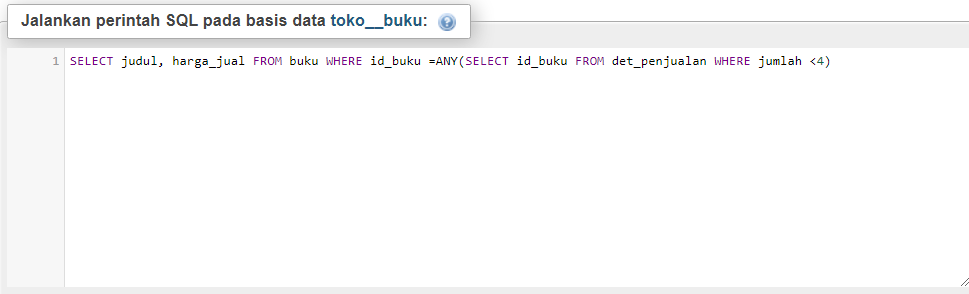 Jalankan perintah SQL pada basis data toko__buku:
1 SELECT judul, harga_jual FROM buku WHERE id_buku =ANY(SELECT id_buku FROM det_penjualan WHERE jumlah <4)